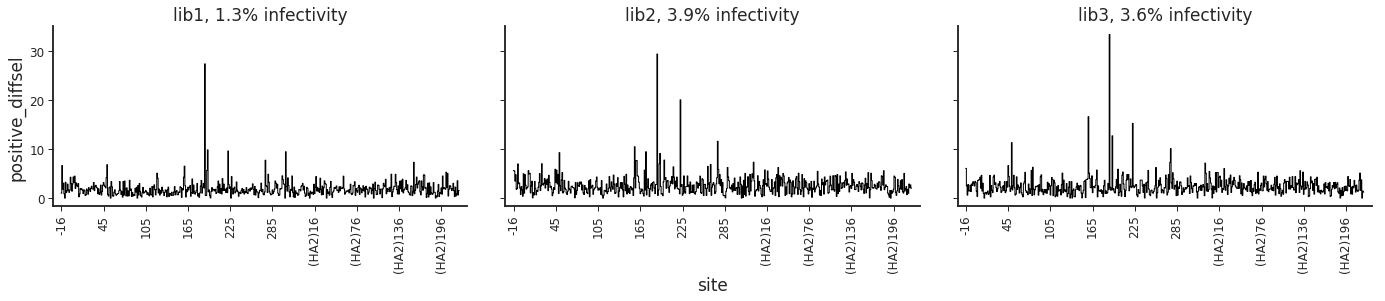 lib1, 1.3% infectivity
lib2, 3.9% infectivity
lib3, 3.6% infectivity
positive_diffsel
30
20
10
0
-16 45 105 165 225 285 (HA2)16 (HA2)76 (HA2)136 (HA2)196
-16 45 105 165 225 285 (HA2)16 (HA2)76 (HA2)136 (HA2)196
-16 45 105 165 225 285 (HA2)16 (HA2)76 (HA2)136 (HA2)196
site